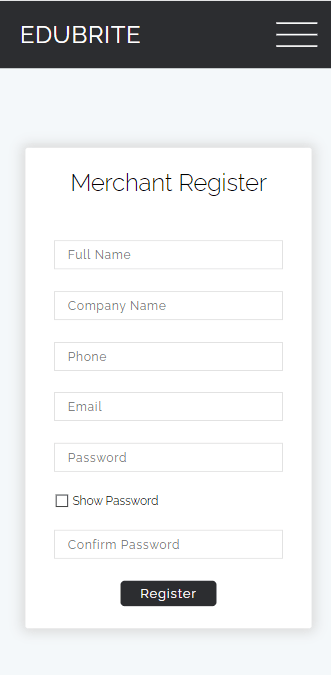 EDUBRITE
Merchant Register
Full Name
Company Name
Phone
Email
Password
Show Password
Confirm Password
Register